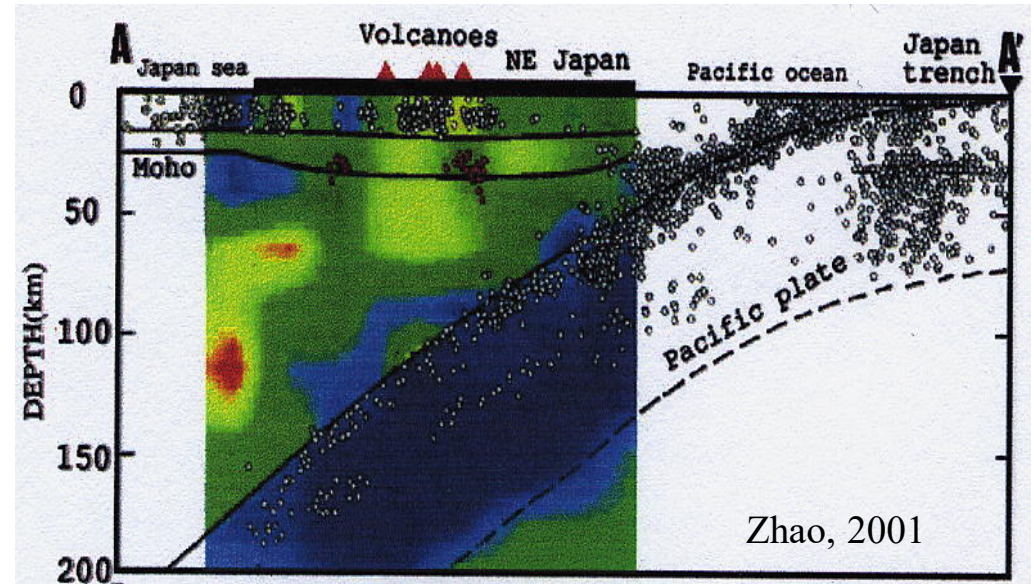 A
Volcanoes
NE Japan
Japan sea
Pacific ocean
Japan
trench
A'
0
Moho
50
100
150
200
DEPTH(km)
Pacific plate
Zhao, 2001